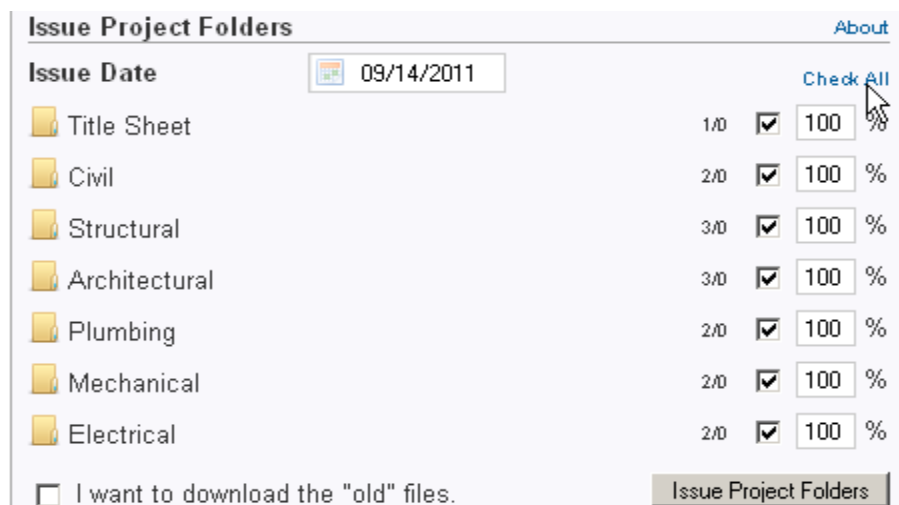 Issue Project Folders About
Issue Date 09/14/2011 Check All
Title Sheet 1/0 100 %
Civil 2/0 100 %
Structural 3/0 100 %
Architectural 3/0 100 %
Plumbing 2/0 100 %
Mechanical 2/0 100 %
Electrical 2/0 100 %
I want to download the "old" files. Issue Project Folders